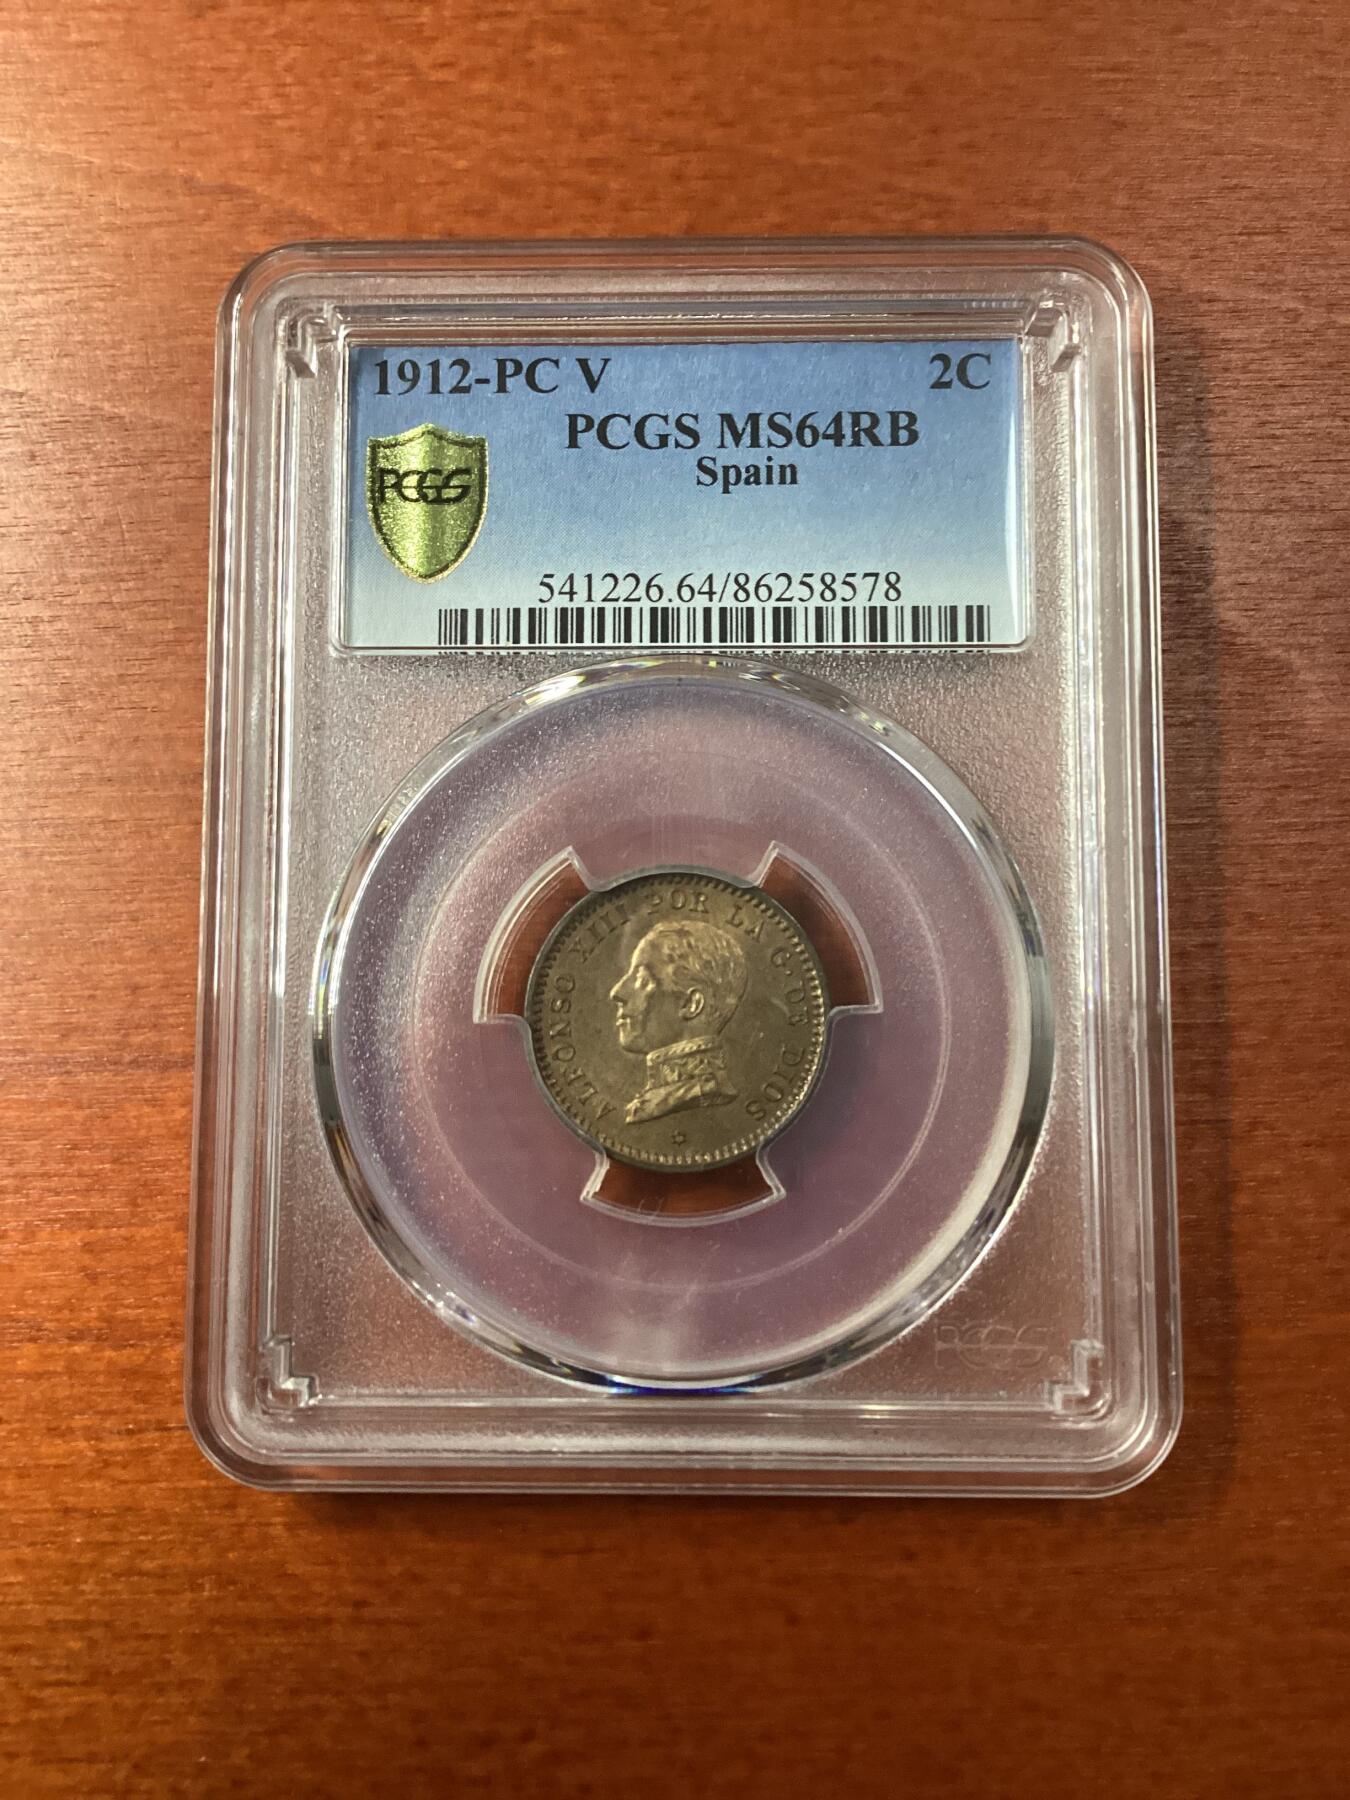 1912-PC V 2C
PCGS MS64RB
Spain
PCGS
541226.64/86258578
ALFONSO XIII POR LA G. DE DIOS
PCGS